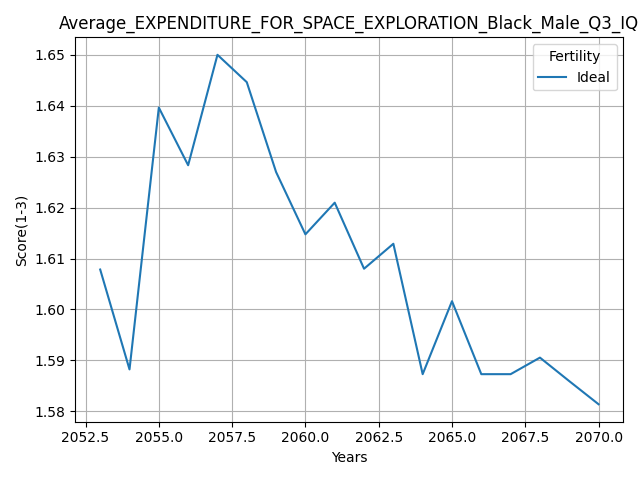 Average_EXPENDITURE_FOR_SPACE_EXPLORATION_Black_Male_Q3_IQ
Fertility
Ideal
1.65
1.64
1.63
1.62
1.61
1.60
1.59
1.58
Score(1-3)
2052.5 2055.0 2057.5 2060.0 2062.5 2065.0 2067.5 2070.0
Years